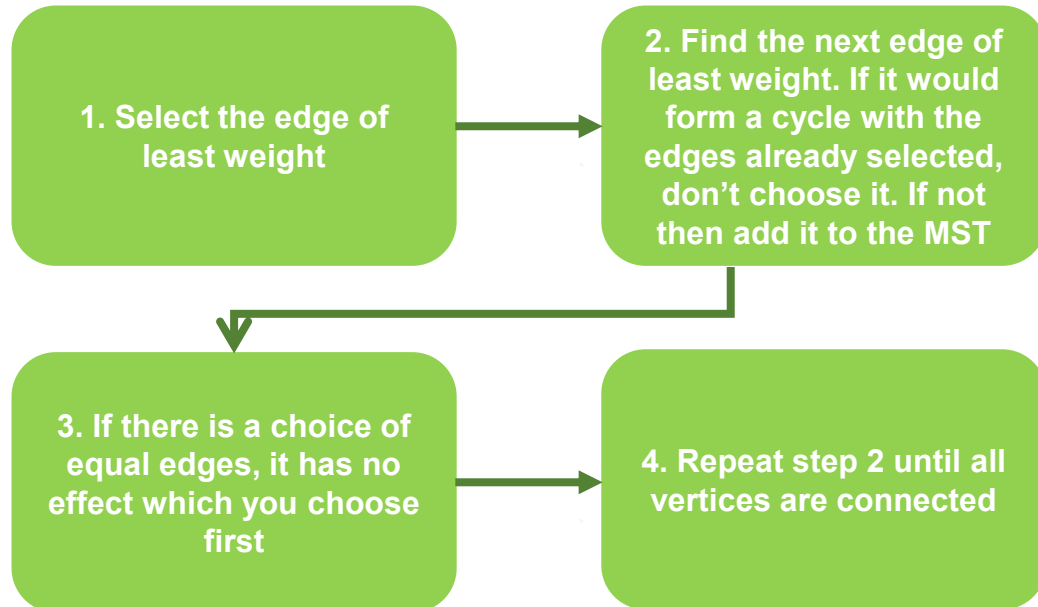 1. Select the edge of
least weight
2. Find the next edge of
least weight. If it would
form a cycle with the
edges already selected,
don’t choose it. If not
then add it to the MST
3. If there is a choice of
equal edges, it has no
effect which you choose
first
4. Repeat step 2 until all
vertices are connected